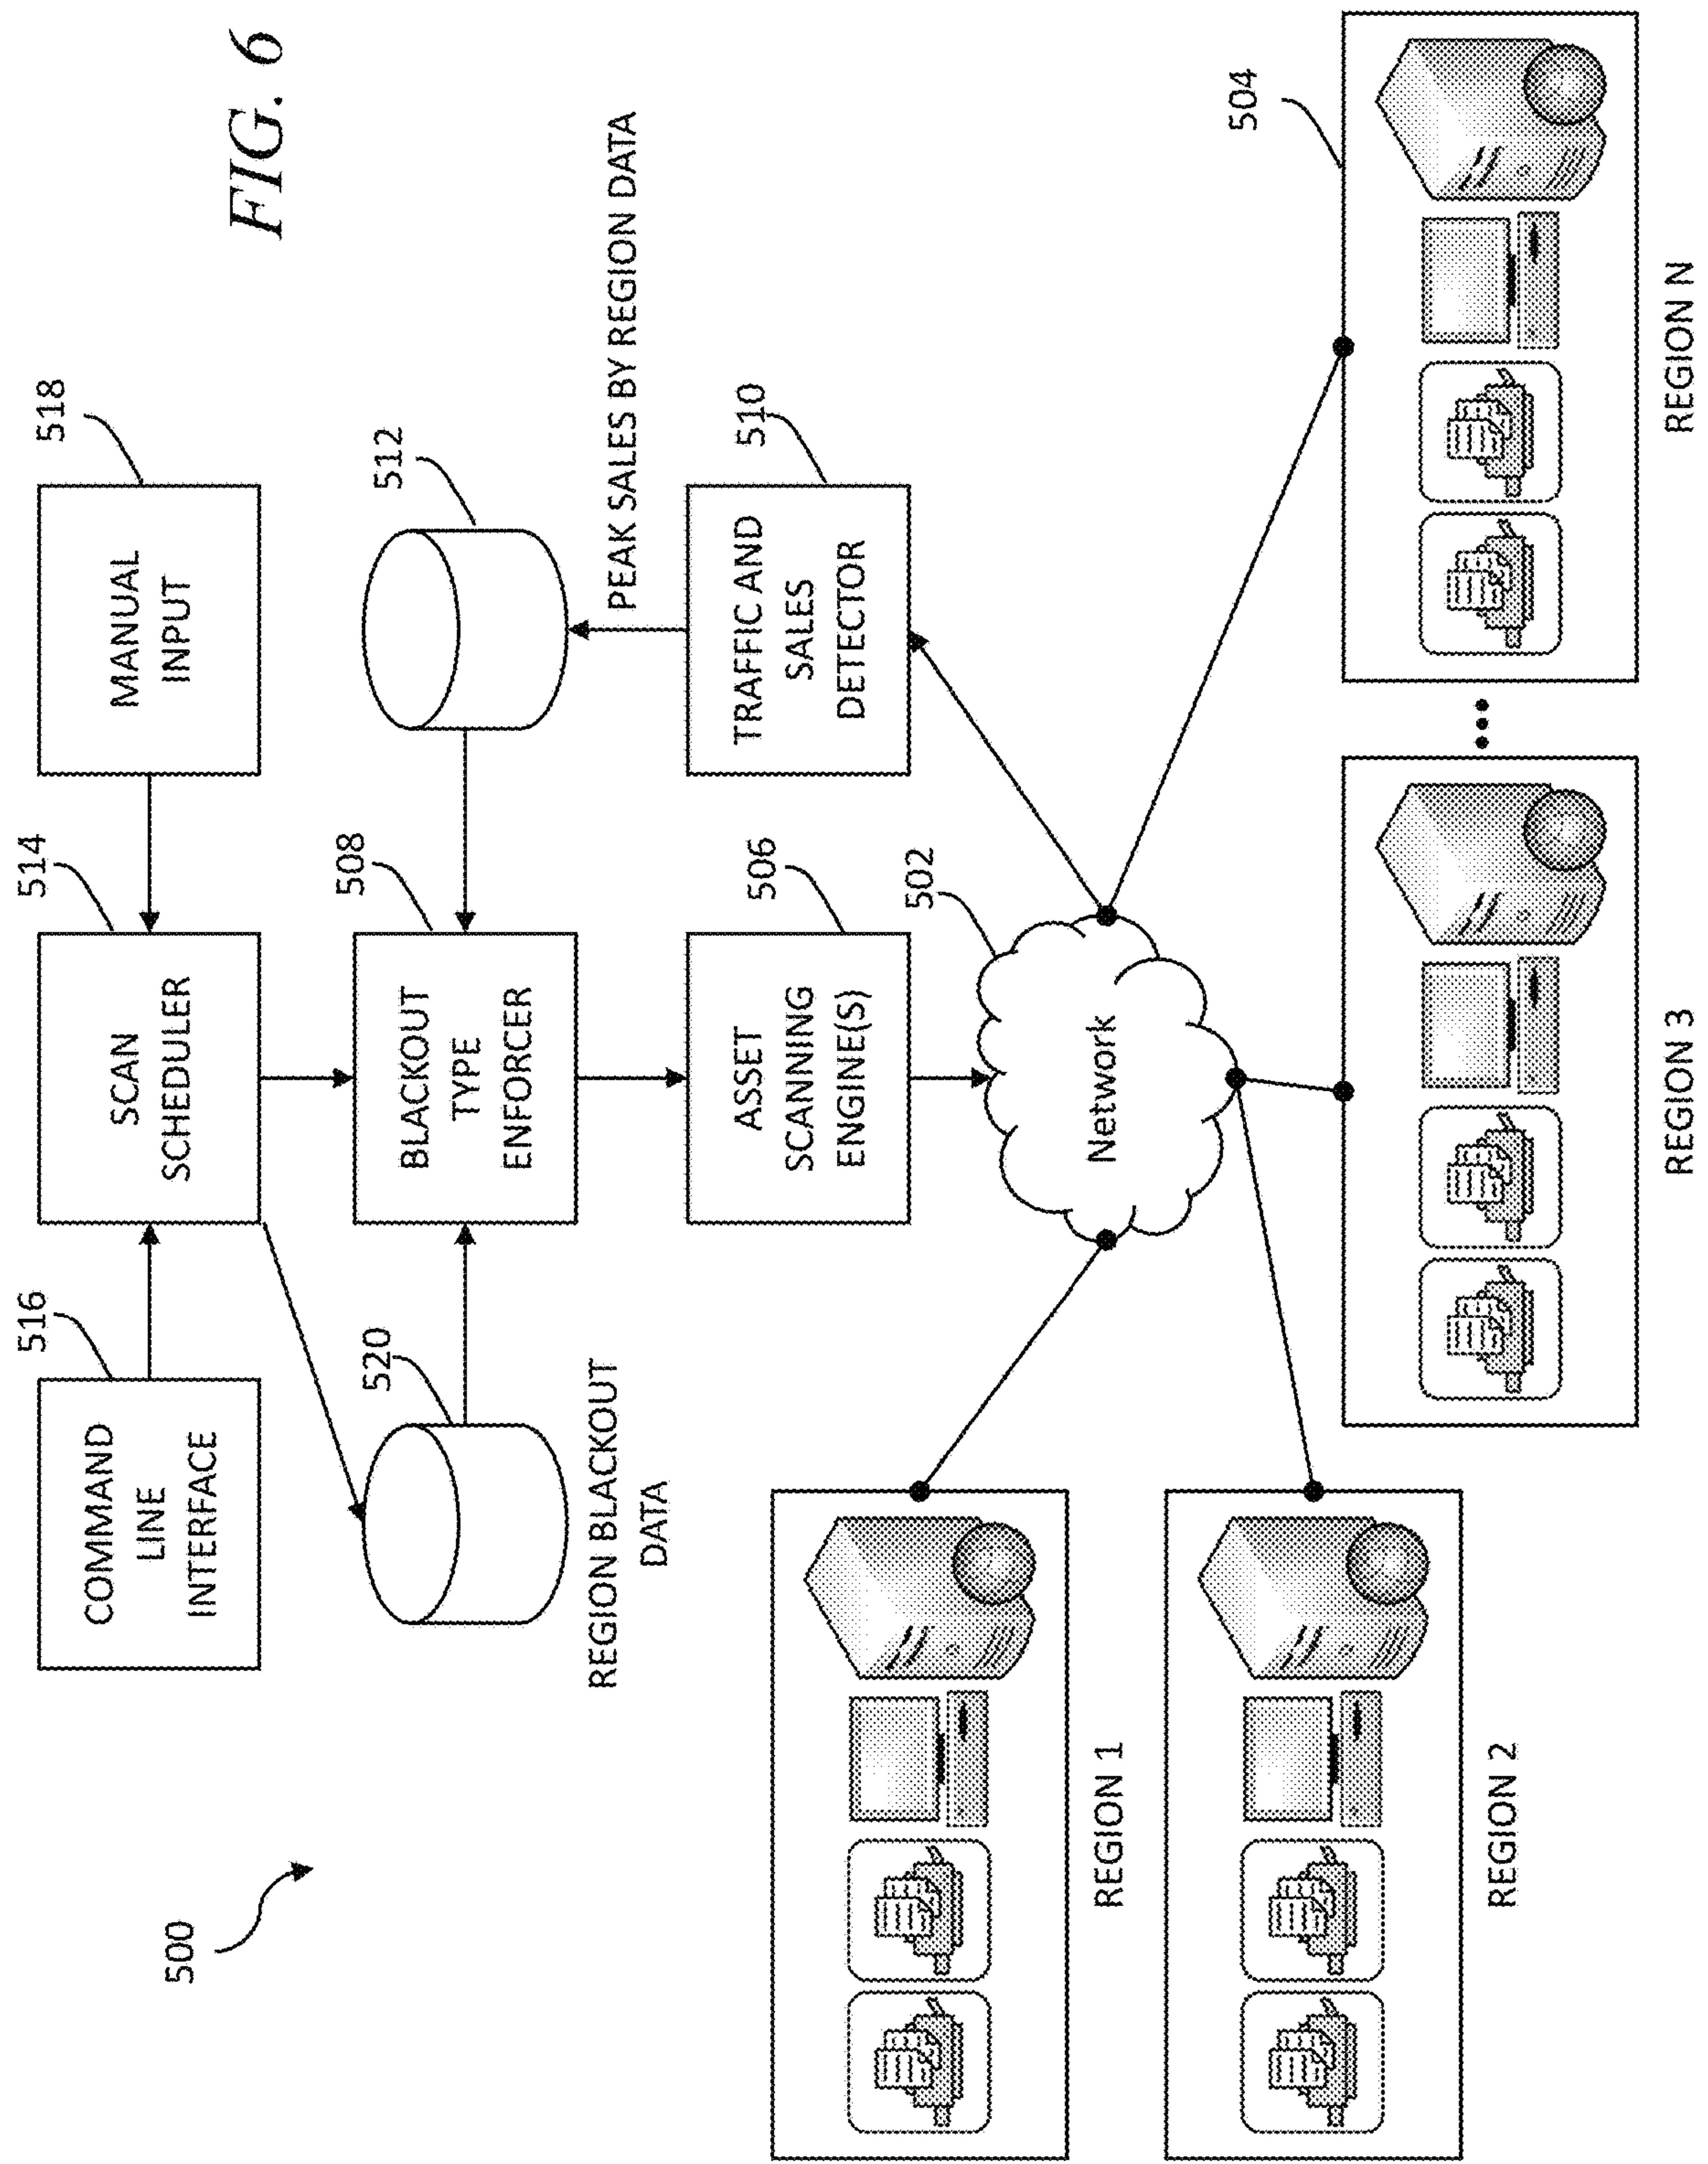 FIG. 6
500
516
COMMAND
LINE
INTERFACE
514
SCAN
SCHEDULER
518
MANUAL
INPUT
520
REGION BLACKOUT
DATA
508
BLACKOUT
TYPE
ENFORCER
512
PEAK SALES BY REGION DATA
506
ASSET
SCANNING
ENGINE(S)
510
TRAFFIC AND
SALES
DETECTOR
502
Network
504
REGION 1
REGION 2
REGION 3
REGION N